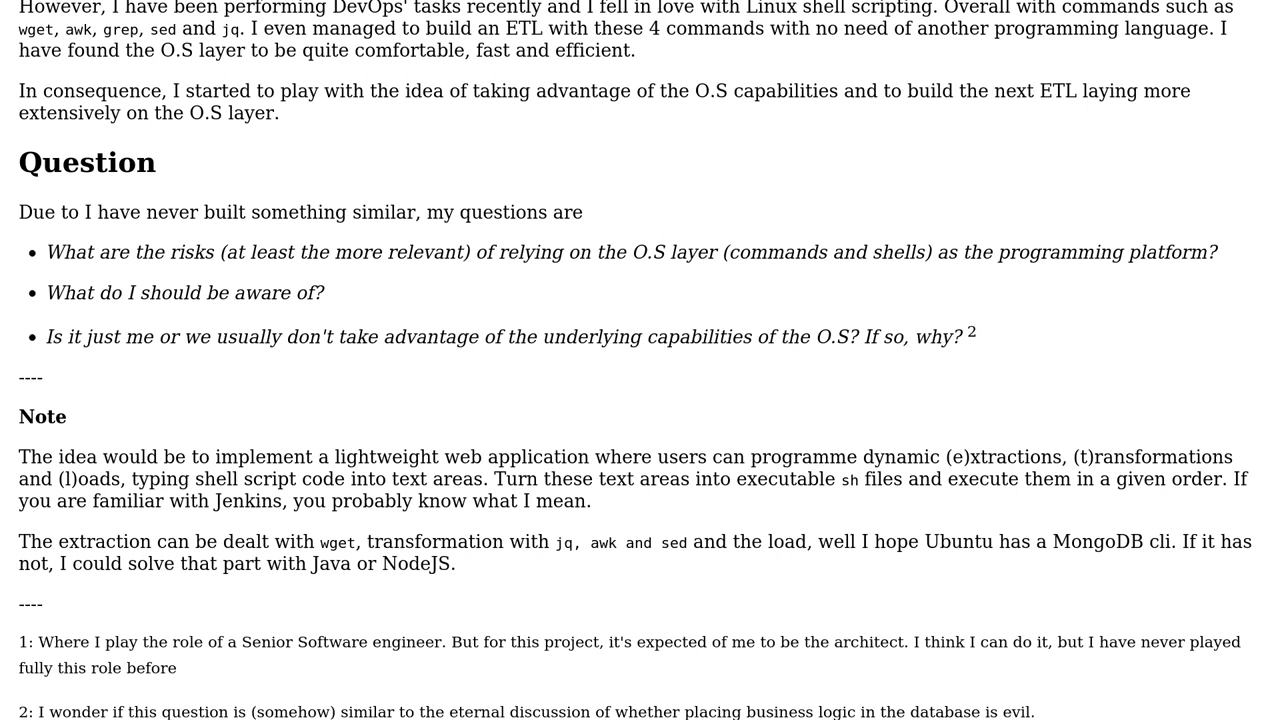 However, I have been performing DevOps' tasks recently and I fell in love with Linux shell scripting. Overall with commands such as
wget, awk, grep, sed and jq. I even managed to build an ETL with these 4 commands with no need of another programming language. I
have found the O.S layer to be quite comfortable, fast and efficient.
In consequence, I started to play with the idea of taking advantage of the O.S capabilities and to build the next ETL laying more
extensively on the O.S layer.
Question
Due to I have never built something similar, my questions are
• What are the risks (at least the more relevant) of relying on the O.S layer (commands and shells) as the programming platform?
• What do I should be aware of?
• Is it just me or we usually don't take advantage of the underlying capabilities of the O.S? If so, why? 2
----
Note
The idea would be to implement a lightweight web application where users can programme dynamic (e)xtractions, (t)ransformations
and (l)oads, typing shell script code into text areas. Turn these text areas into executable sh files and execute them in a given order. If
you are familiar with Jenkins, you probably know what I mean.
The extraction can be dealt with wget, transformation with jq, awk and sed and the load, well I hope Ubuntu has a MongoDB cli. If it has
not, I could solve that part with Java or NodeJS.
----
1: Where I play the role of a Senior Software engineer. But for this project, it's expected of me to be the architect. I think I can do it, but I have never played
fully this role before
2: I wonder if this question is (somehow) similar to the eternal discussion of whether placing business logic in the database is evil.